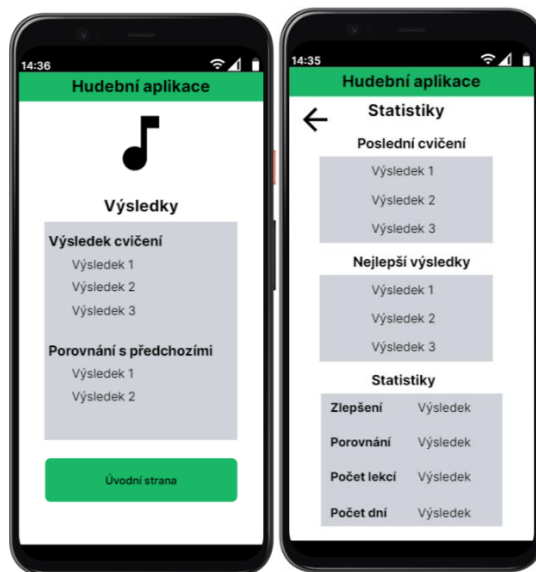 14:36
Hudební aplikace
Výsledky
Výsledek cvičení
Výsledek 1
Výsledek 2
Výsledek 3
Porovnání s předchozími
Výsledek 1
Výsledek 2
Úvodní strana
14:35
Hudební aplikace
Statistiky
Poslední cvičení
Výsledek 1
Výsledek 2
Výsledek 3
Nejlepší výsledky
Výsledek 1
Výsledek 2
Výsledek 3
Statistiky
Zlepšení Výsledek
Porovnání Výsledek
Počet lekcí Výsledek
Počet dní Výsledek